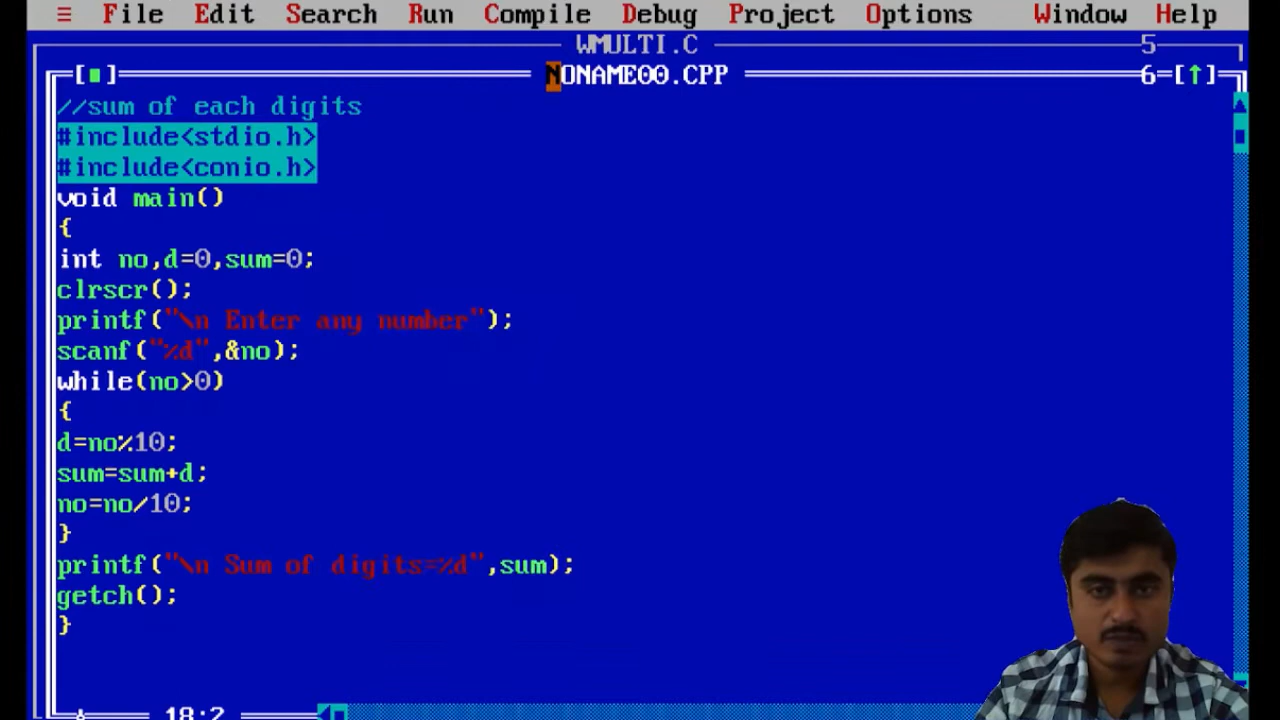 ≡ File Edit Search Run Compile Debug Project Options Window Help
WMULTI.C 5
[■] NONAME00.CPP 6=[↑]
//sum of each digits
#include<stdio.h>
#include<conio.h>
void main()
{
int no,d=0,sum=0;
clrscr();
printf("\n Enter any number");
scanf("%d",&no);
while(no>0)
{
d=no%10;
sum=sum+d;
no=no/10;
}
printf("\n Sum of digits=%d",sum);
getch();
}
18:2